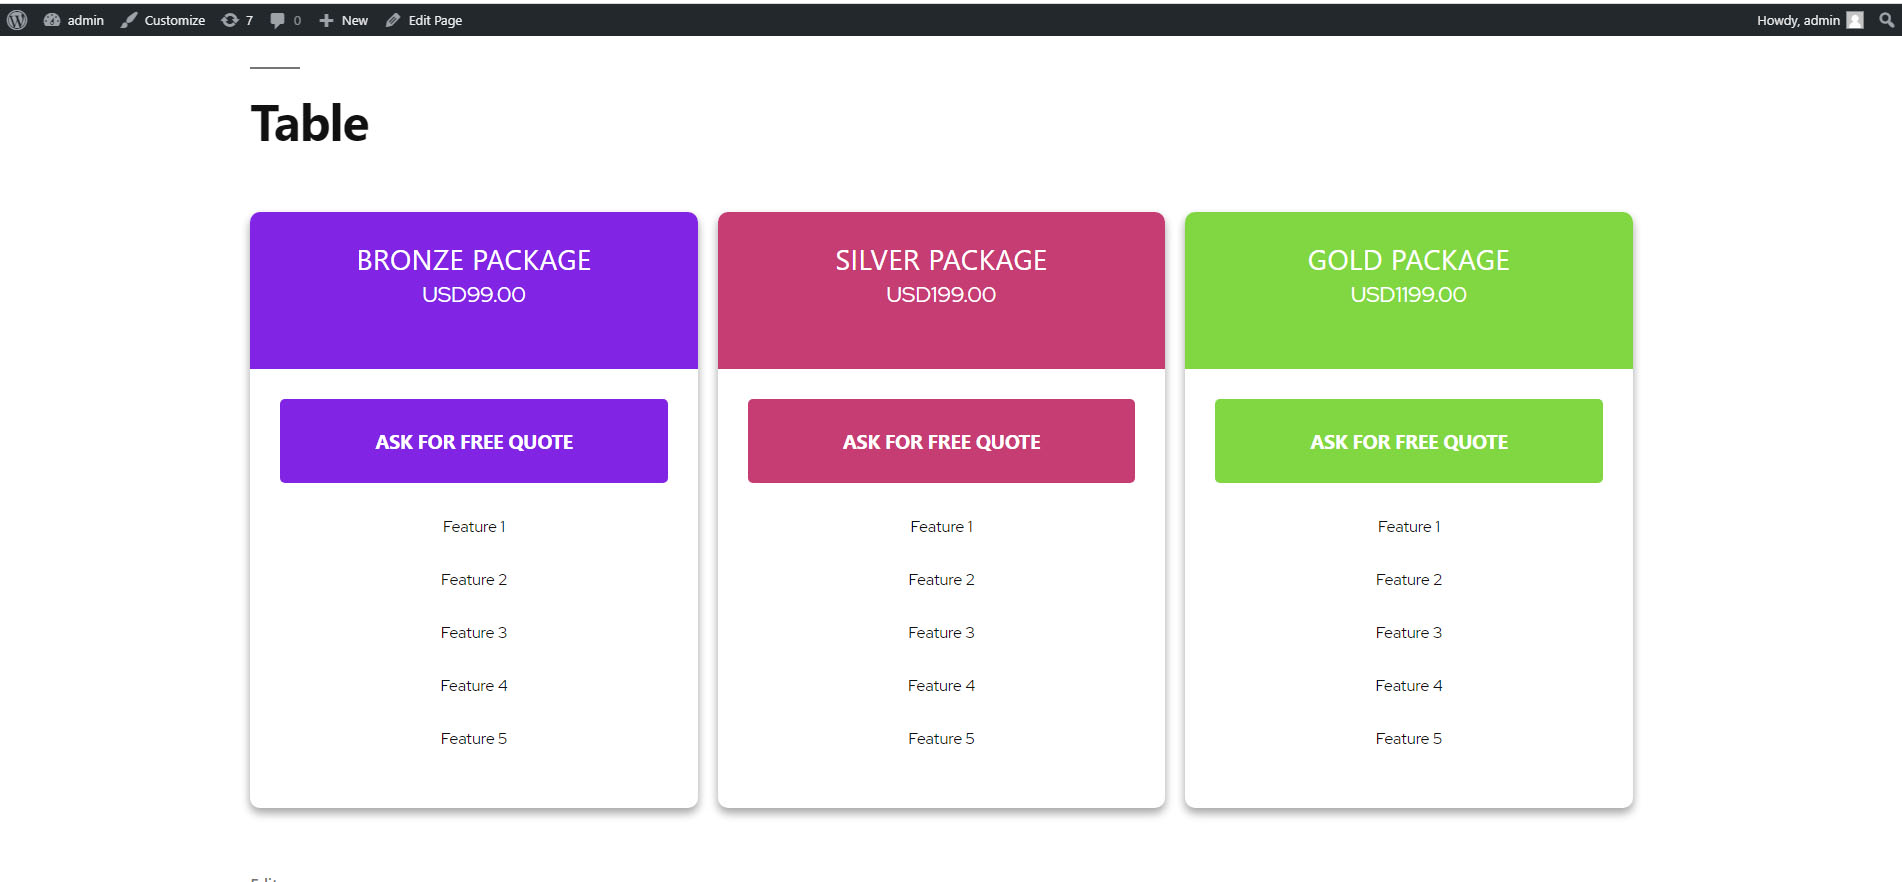 admin Customize 7 0 New Edit Page Howdy, admin
Table
BRONZE PACKAGE
USD99.00
ASK FOR FREE QUOTE
Feature 1
Feature 2
Feature 3
Feature 4
Feature 5
SILVER PACKAGE
USD199.00
ASK FOR FREE QUOTE
Feature 1
Feature 2
Feature 3
Feature 4
Feature 5
GOLD PACKAGE
USD1199.00
ASK FOR FREE QUOTE
Feature 1
Feature 2
Feature 3
Feature 4
Feature 5
Edit